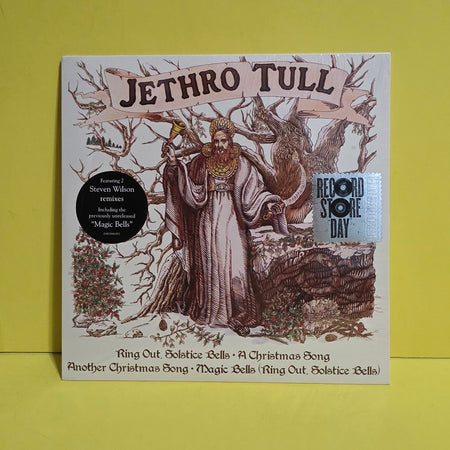 JETHRO TULL
Featuring 2
Steven Wilson
remixes
Including the
previously unreleased
"Magic Bells"
RECORD
STORE
DAY
Ring Out, Solstice Bells • A Christmas Song
Another Christmas Song • Magic Bells (Ring Out, Solstice Bells)